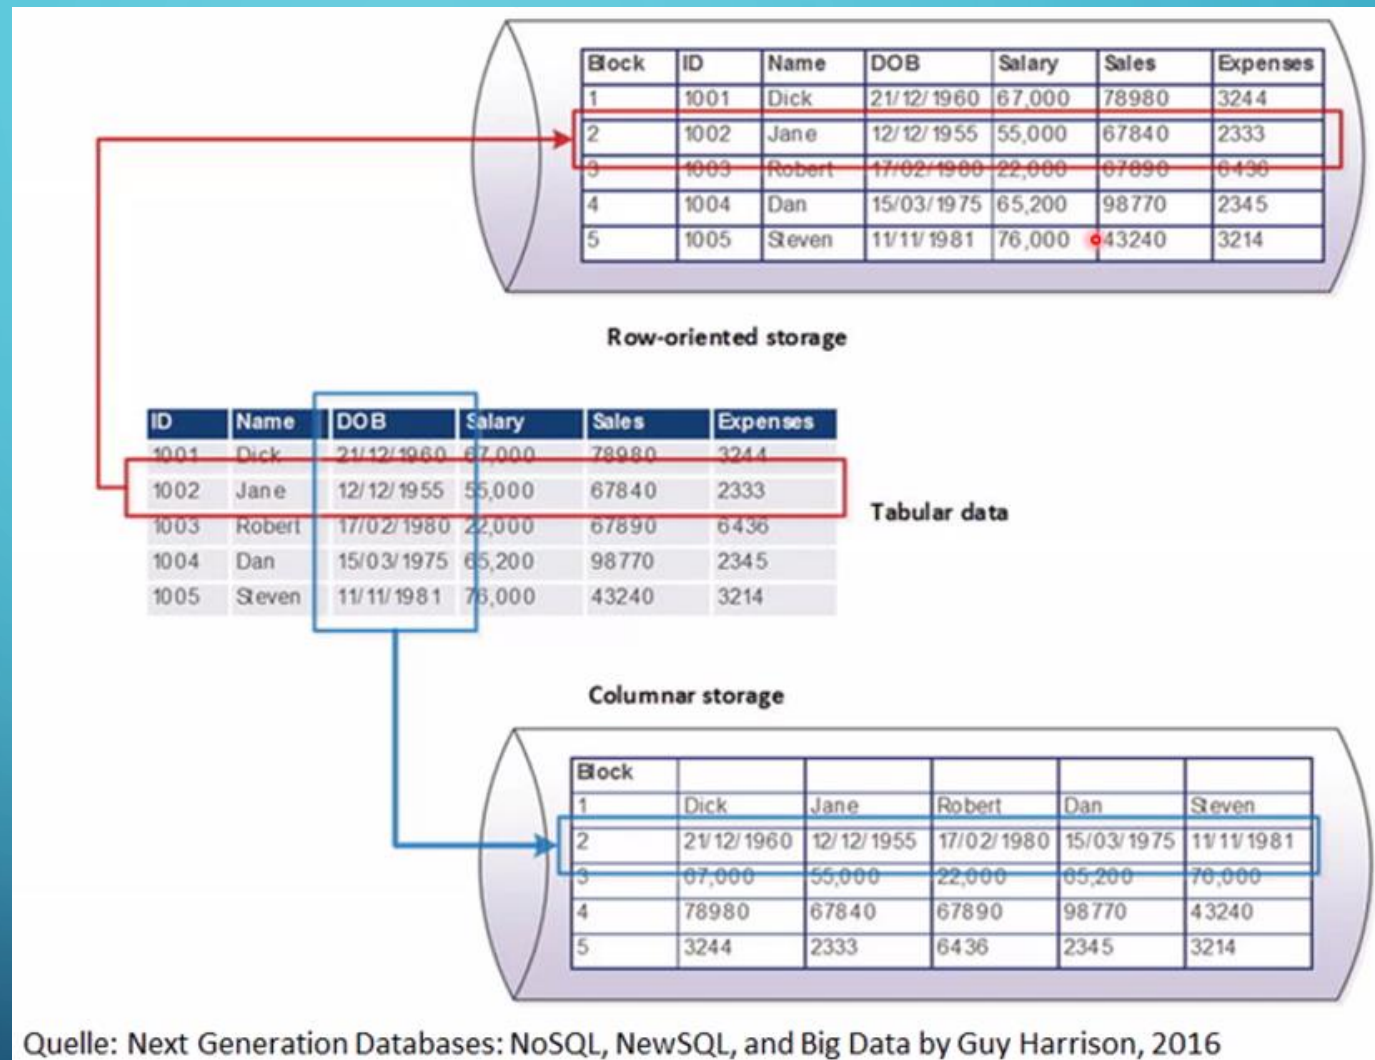 Block ID Name DOB Salary Sales Expenses
1 1001 Dick 21/12/1960 67,000 78980 3244
2 1002 Jane 12/12/1955 55,000 67840 2333
3 1003 Robert 17/02/1980 22,000 67890 6436
4 1004 Dan 15/03/1975 65,200 98770 2345
5 1005 Steven 11/11/1981 76,000 43240 3214
Row-oriented storage
ID Name DOB Salary Sales Expenses
1001 Dick 21/12/1960 67,000 78980 3244
1002 Jane 12/12/1955 55,000 67840 2333
1003 Robert 17/02/1980 22,000 67890 6436
1004 Dan 15/03/1975 65,200 98770 2345
1005 Steven 11/11/1981 76,000 43240 3214
Tabular data
Columnar storage
Block
1 Dick Jane Robert Dan Steven
2 21/12/1960 12/12/1955 17/02/1980 15/03/1975 11/11/1981
3 67,000 55,000 22,000 65,200 76,000
4 78980 67840 67890 98770 43240
5 3244 2333 6436 2345 3214
Quelle: Next Generation Databases: NoSQL, NewSQL, and Big Data by Guy Harrison, 2016